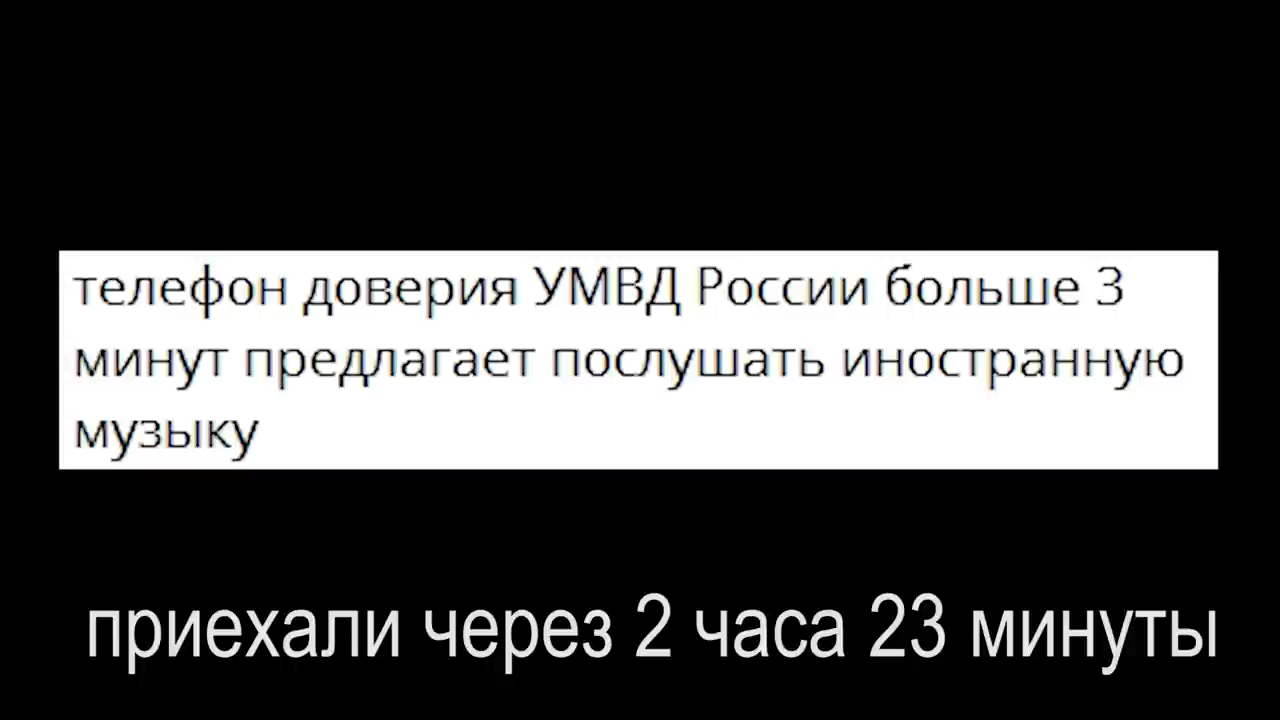 телефон доверия УМВД России больше 3
минут предлагает послушать иностранную
музыку
приехали через 2 часа 23 минуты